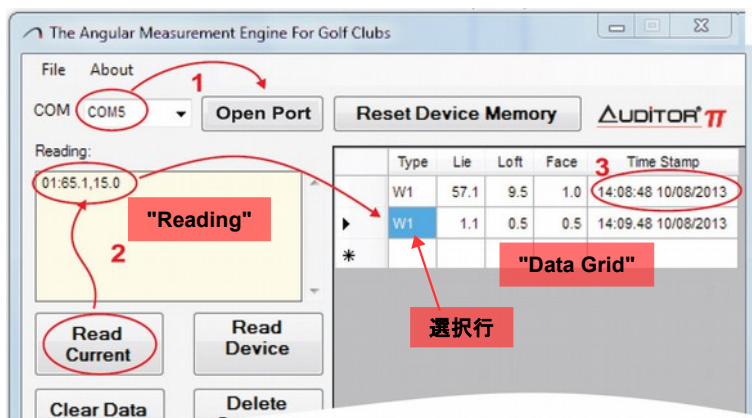 The Angular Measurement Engine For Golf Clubs
File About
1
COM COM5 Open Port Reset Device Memory AUDiTOR π
Reading:
Type Lie Loft Face 3 Time Stamp
01:65.1,15.0
W1 57.1 9.5 1.0 14:08:48 10/08/2013
"Reading"
W1 1.1 0.5 0.5 14:09.48 10/08/2013
2
"Data Grid"
選択行
Read Current
Read Device
Clear Data
Delete